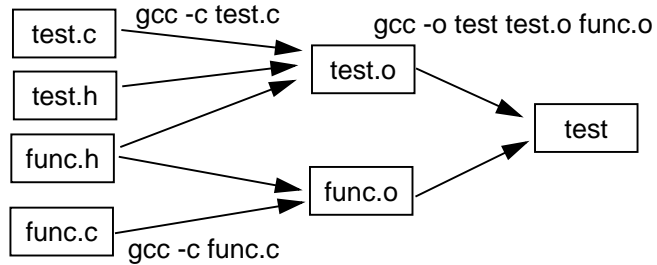 gcc -c test.c
gcc -o test test.o func.o
test.c
test.h
test.o
test
func.h
func.o
func.c
gcc -c func.c